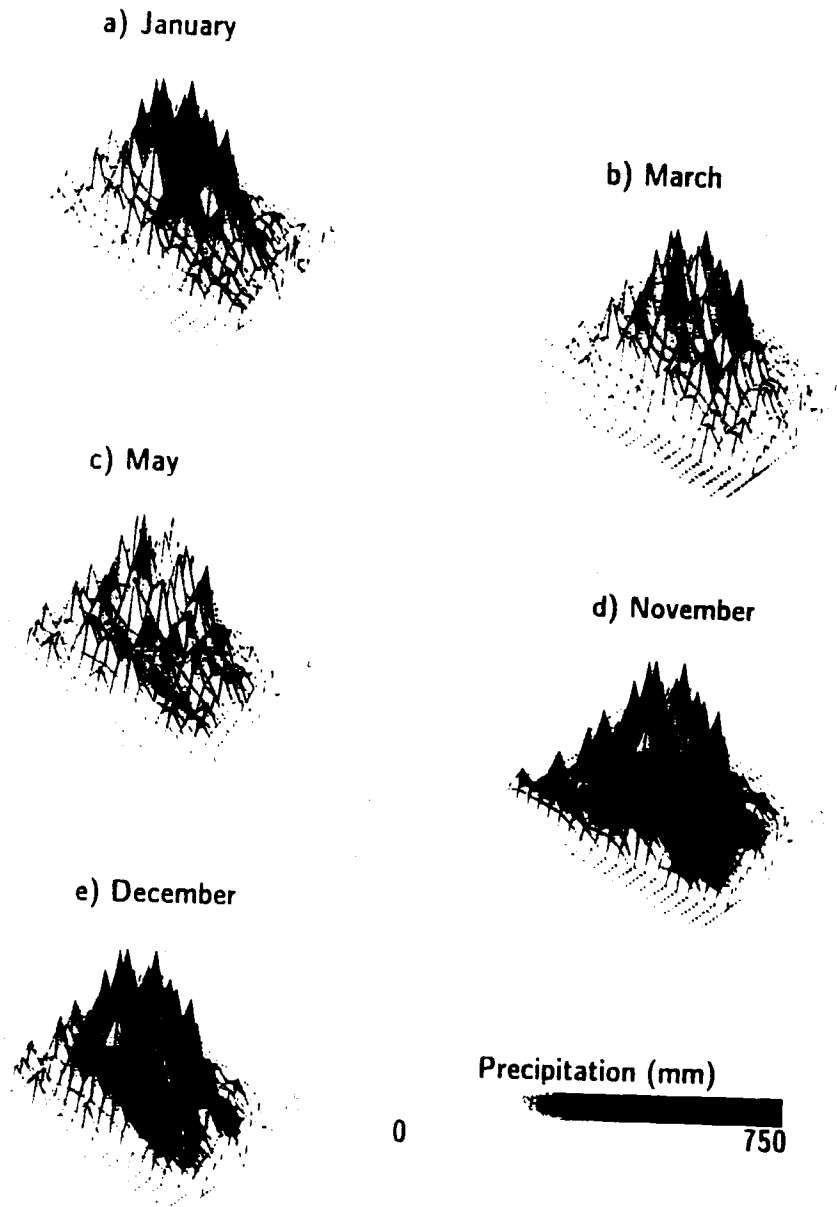 a) January
b) March
c) May
d) November
e) December
Precipitation (mm)
0
750